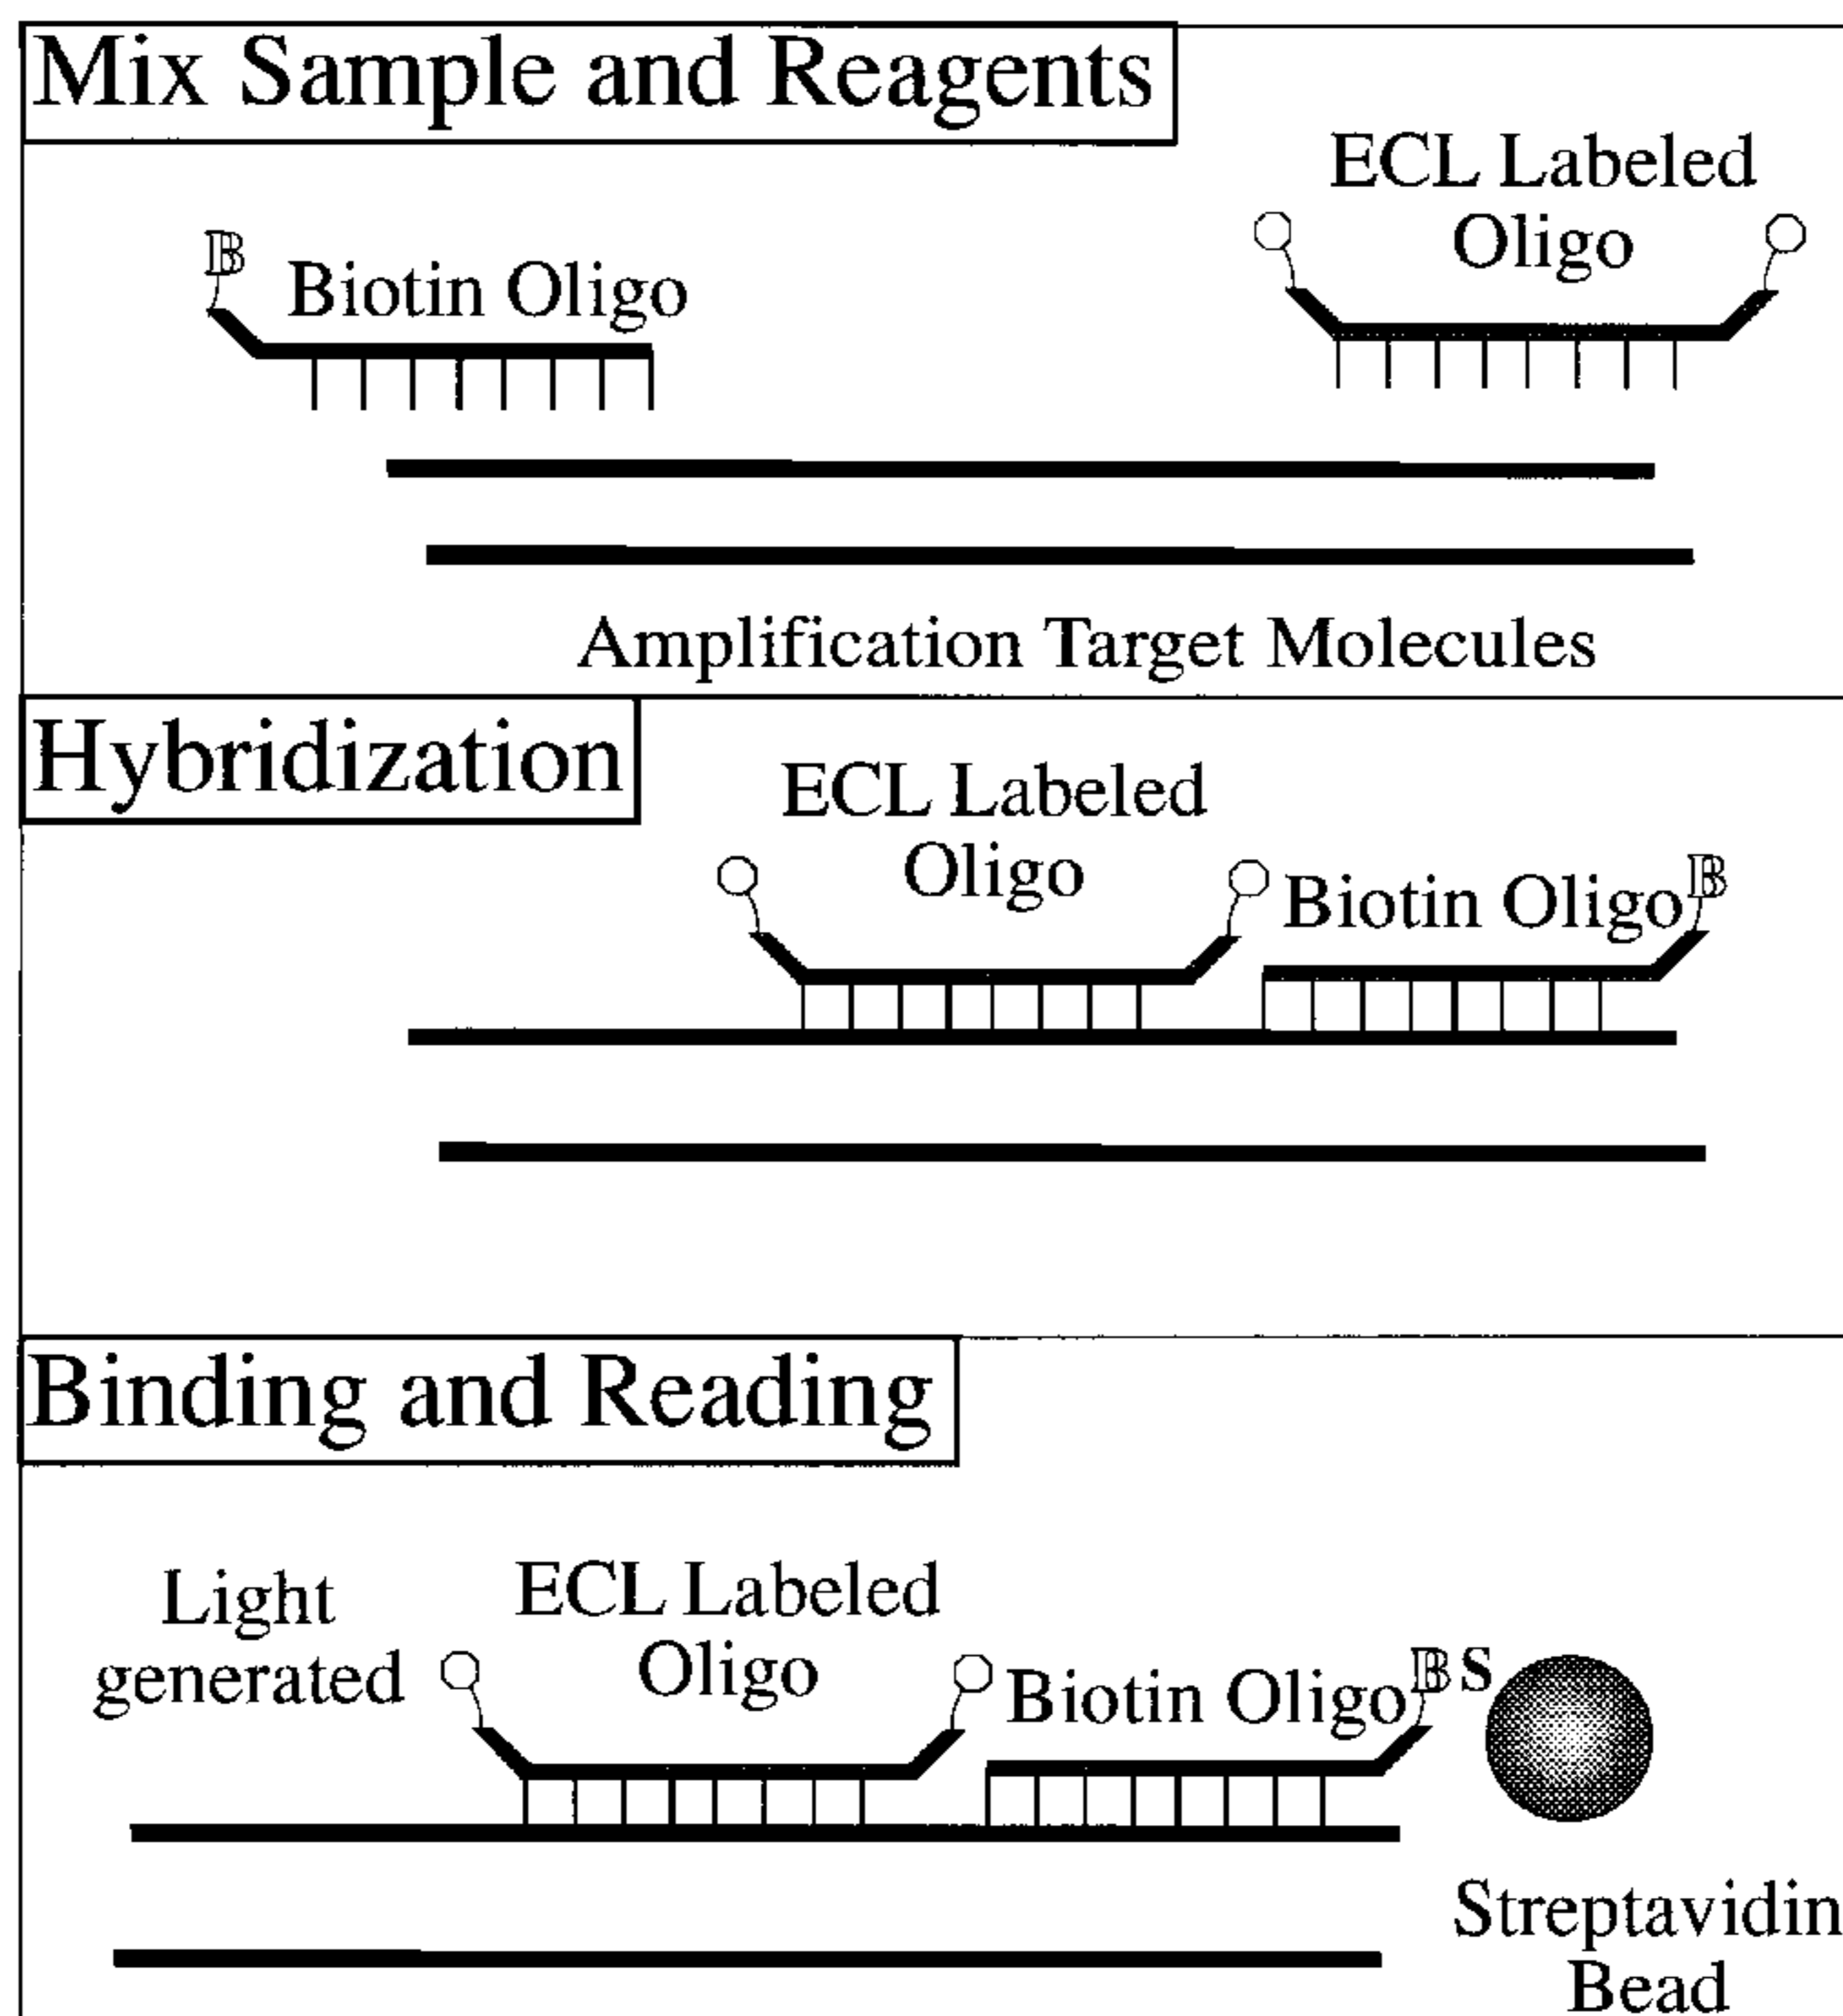 Mix Sample and Reagents
ECL Labeled
Oligo
B
Biotin Oligo
Amplification Target Molecules
Hybridization
ECL Labeled
Oligo
Biotin Oligo
B
Binding and Reading
Light
generated
ECL Labeled
Oligo
Biotin Oligo
B S
Streptavidin
Bead